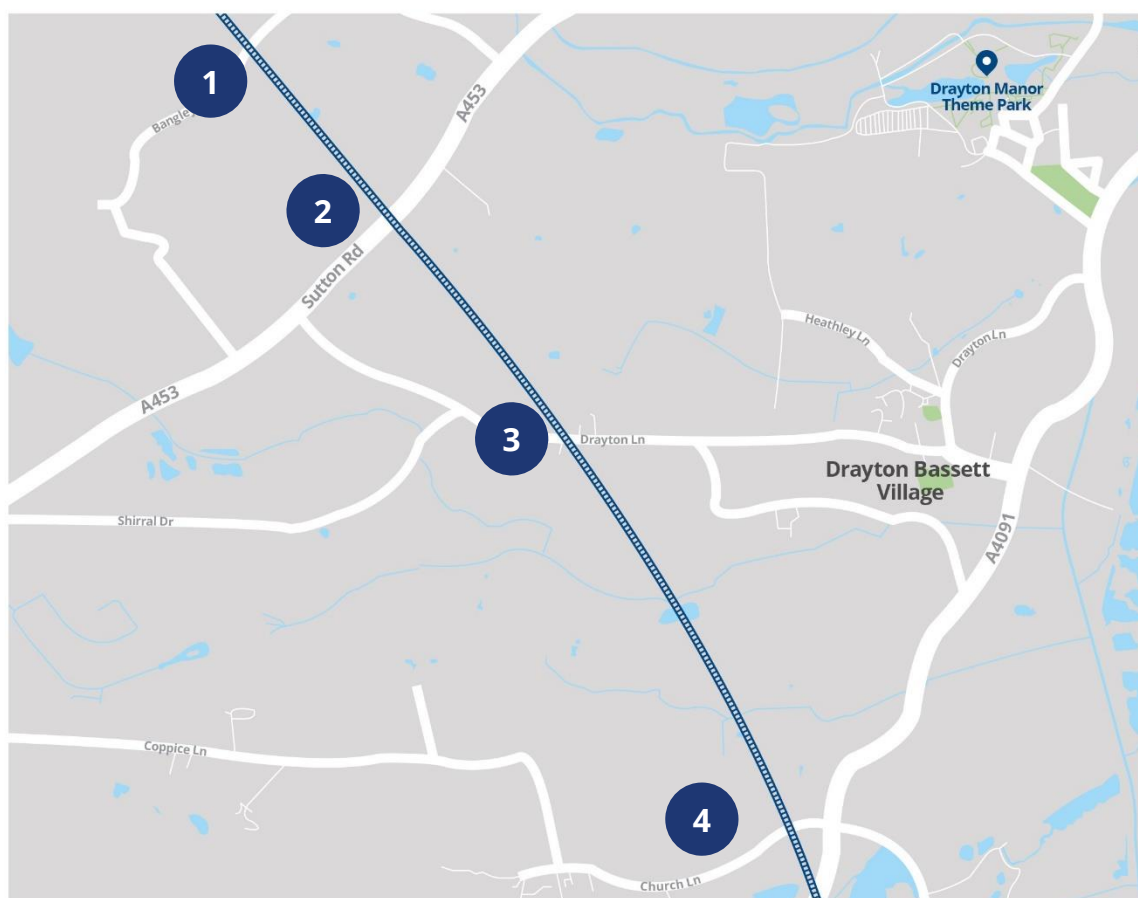 1
Bangley
A453
Drayton Manor
Theme Park
2
Sutton Rd
Heathley Ln
Drayton Ln
A453
3
Drayton Ln
Drayton Bassett
Village
Shirral Dr
A4091
Coppice Ln
4
Church Ln